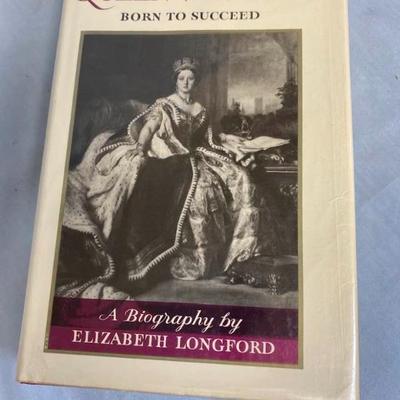 BORN TO SUCCEED
A Biography by
ELIZABETH LONGFORD